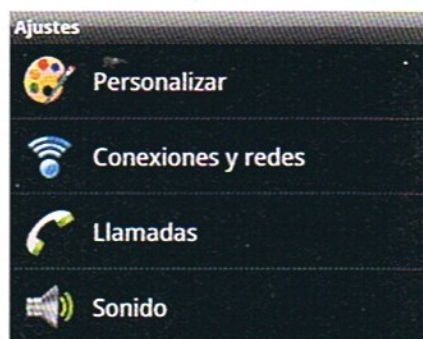 Ajustes
Personalizar
Conexiones y redes
Llamadas
Sonido